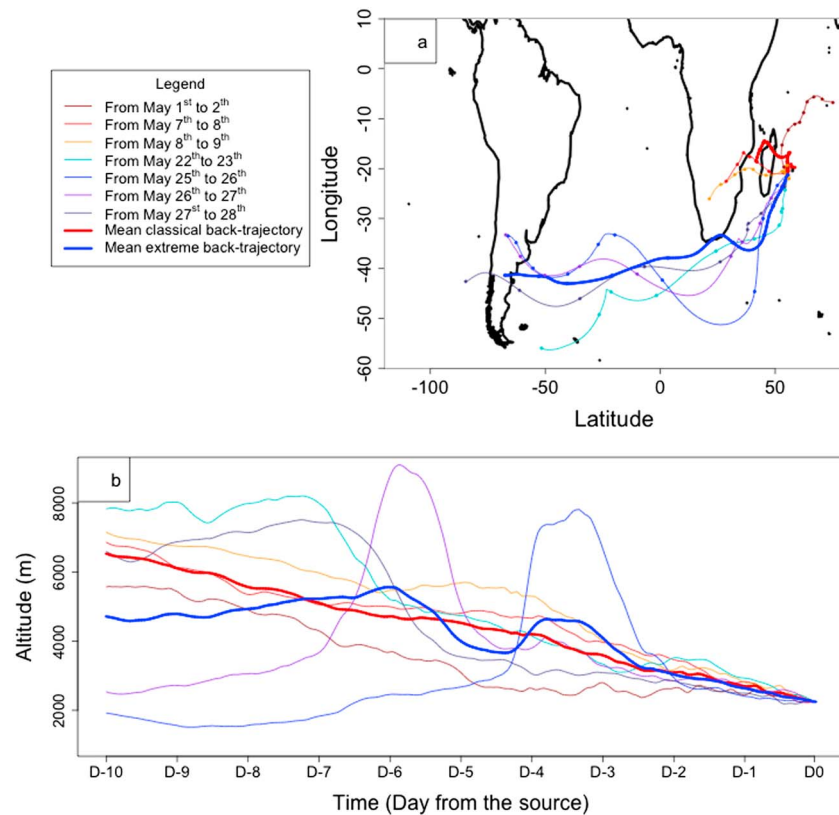 a
10
0
-10
-20
-30
-40
-50
-60
Longitude
-100
-50
0
50
Latitude
Legend
From May 1st to 2th
From May 7th to 8th
From May 8th to 9th
From May 22thto 23th
From May 25th to 26th
From May 26th to 27th
From May 27st to 28th
Mean classical back-trajectory
Mean extreme back-trajectory
b
8000
6000
4000
2000
Altitude (m)
D-10 D-9 D-8 D-7 D-6 D-5 D-4 D-3 D-2 D-1 D0
Time (Day from the source)